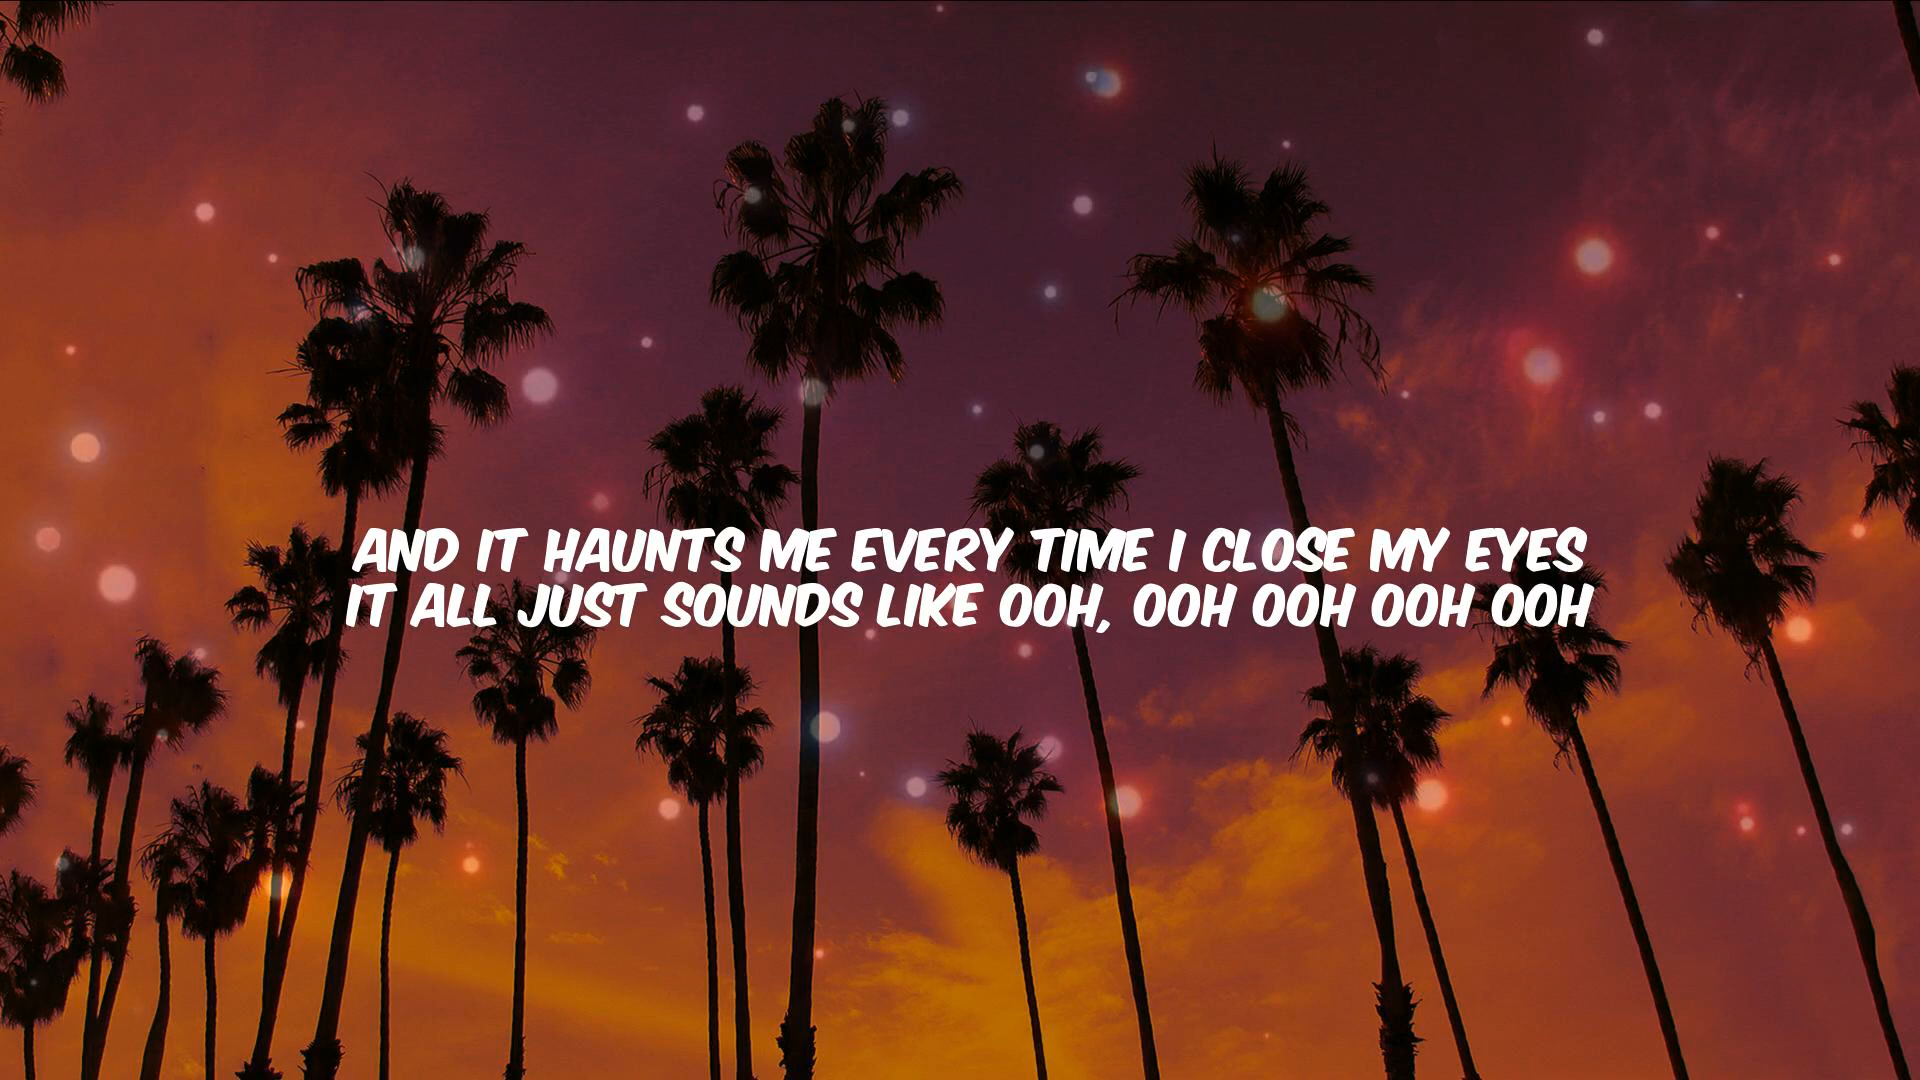 AND IT HAUNTS ME EVERY TIME I CLOSE MY EYES
IT ALL JUST SOUNDS LIKE OOH, OOH OOH OOH OOH